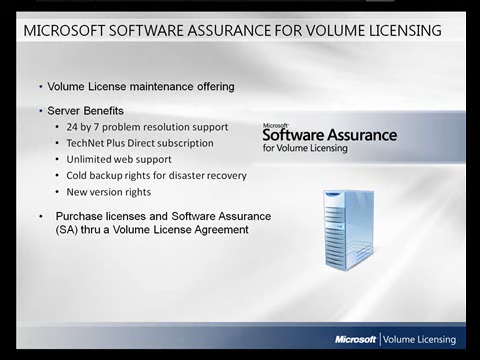 MICROSOFT SOFTWARE ASSURANCE FOR VOLUME LICENSING
• Volume License maintenance offering
• Server Benefits
• 24 by 7 problem resolution support
• TechNet Plus Direct subscription
• Unlimited web support
• Cold backup rights for disaster recovery
• New version rights
• Purchase licenses and Software Assurance
(SA) thru a Volume License Agreement
Microsoft®
Software Assurance
for Volume Licensing
Microsoft | Volume Licensing